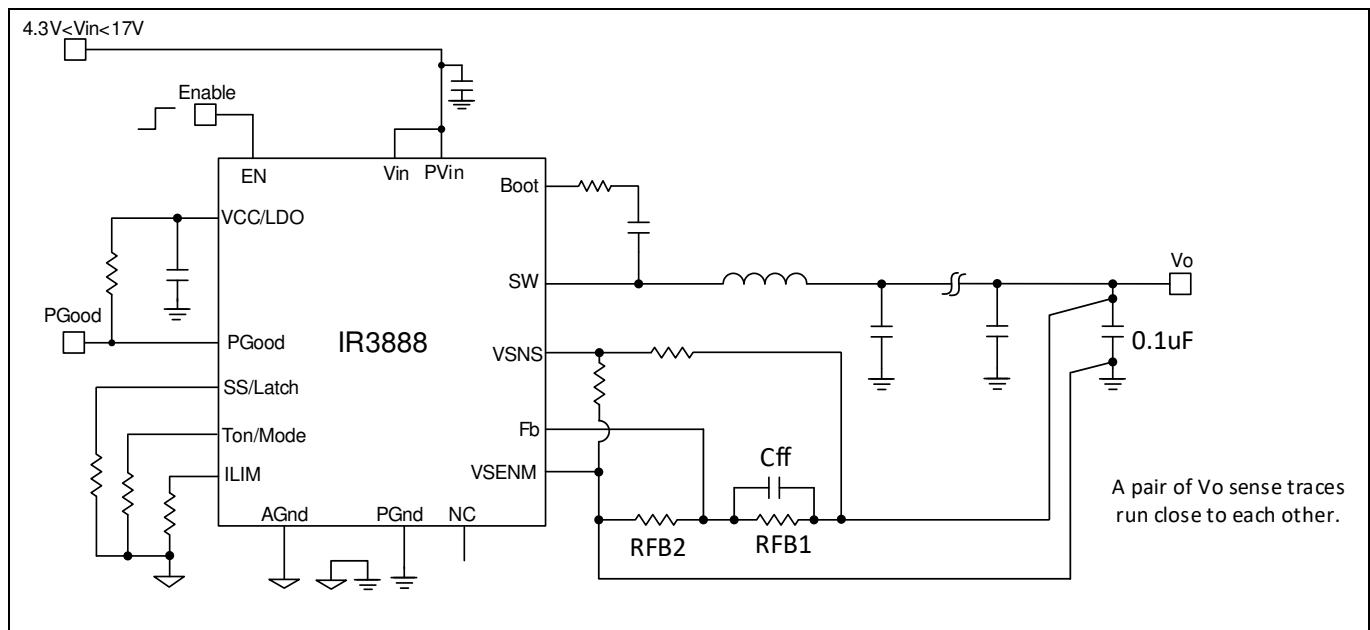 4.3V<Vin<17V
Enable
EN
Vin
PVin
Boot
VCC/LDO
SW
Vo
PGood
PGood
IR3888
VSNS
0.1uF
SS/Latch
Ton/Mode
Fb
ILIM
VSENM
Cff
AGnd
PGnd
NC
RFB2
RFB1
A pair of Vo sense traces
run close to each other.